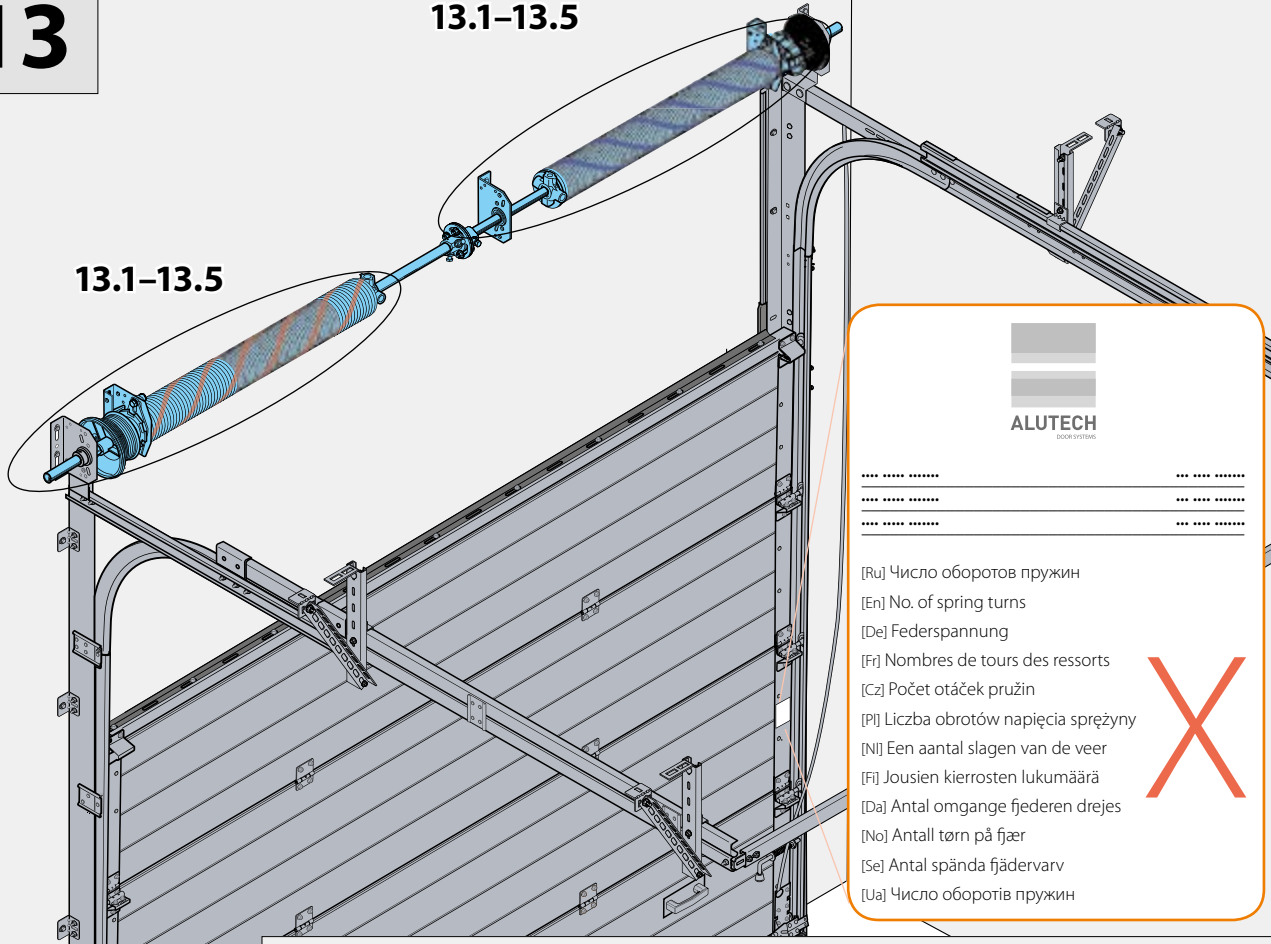 13
13.1–13.5
13.1–13.5
ALUTECH
DOOR SYSTEMS
[Ru] Число оборотов пружин
[En] No. of spring turns
[De] Federspannung
[Fr] Nombres de tours des ressorts
[Cz] Počet otáček pružin
[Pl] Liczba obrotów napięcia sprężyny
[Nl] Een aantal slagen van de veer
[Fi] Jousien kierrosten lukumäärä
[Da] Antal omgange fjederen drejes
[No] Antall tørn på fjær
[Se] Antal spända fjädervarv
[Ua] Число оборотів пружин
X